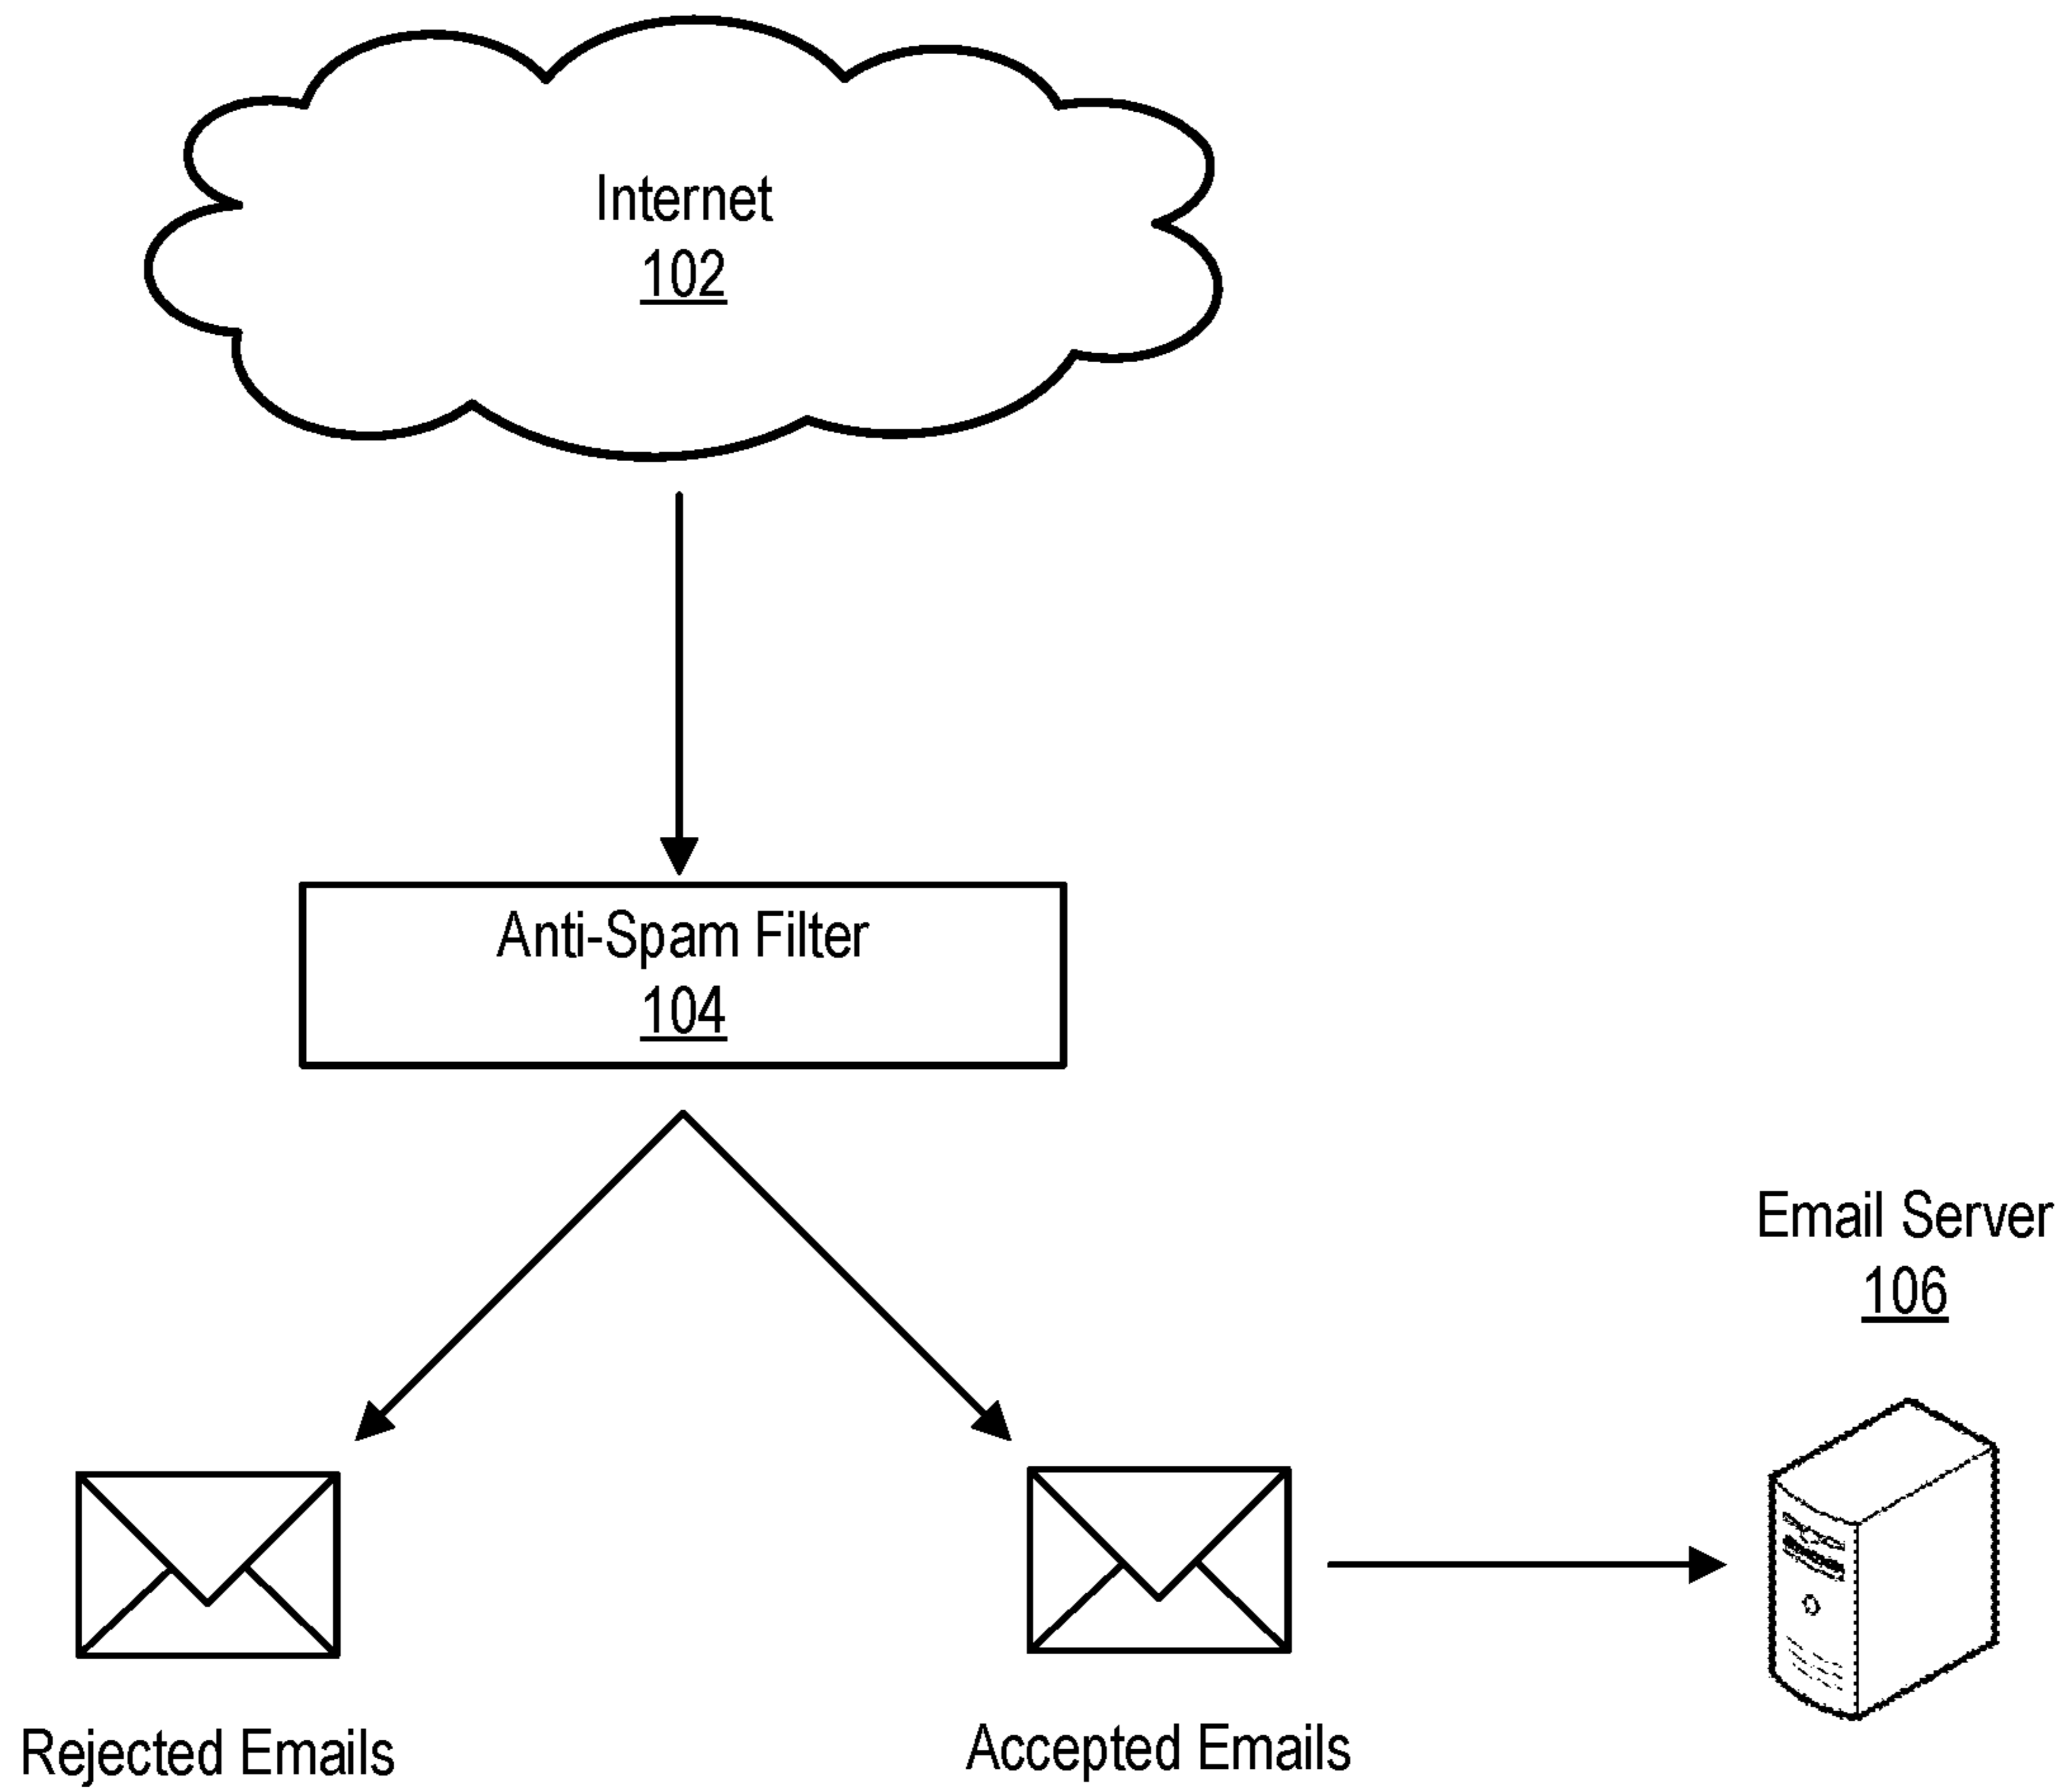 Internet
102
Anti-Spam Filter
104
Email Server
106
Rejected Emails
Accepted Emails